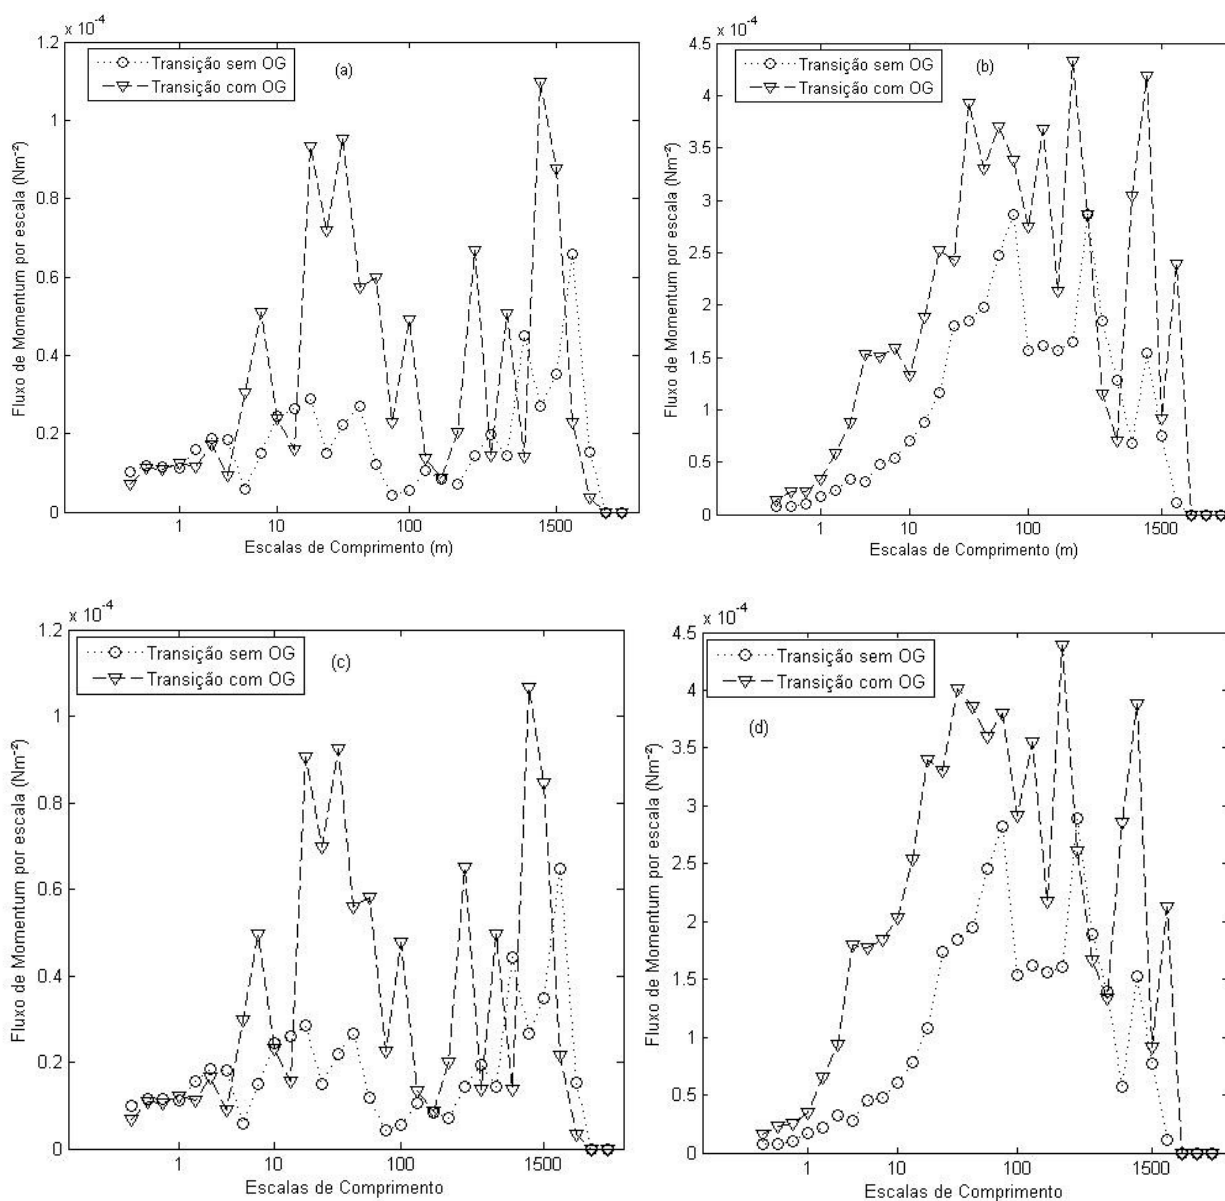 x 10⁻⁴
1.2
1
0.8
0.6
0.4
0.2
0
Fluxo de Momentum por escala (Nm⁻²)
Transição sem OG
Transição com OG
(a)
1
10
100
1500
Escalas de Comprimento (m)
x 10⁻⁴
4.5
4
3.5
3
2.5
2
1.5
1
0.5
0
Fluxo de Momentum por escala (Nm⁻²)
Transição sem OG
Transição com OG
(b)
1
10
100
1500
Escalas de Comprimento (m)
x 10⁻⁴
1.2
1
0.8
0.6
0.4
0.2
0
Fluxo de Momentum por escala (Nm⁻²)
Transição sem OG
Transição com OG
(c)
1
10
100
1500
Escalas de Comprimento
x 10⁻⁴
4.5
4
3.5
3
2.5
2
1.5
1
0.5
0
Fluxo de Momentum por escala (Nm⁻²)
Transição sem OG
Transição com OG
(d)
1
10
100
1500
Escalas de Comprimento